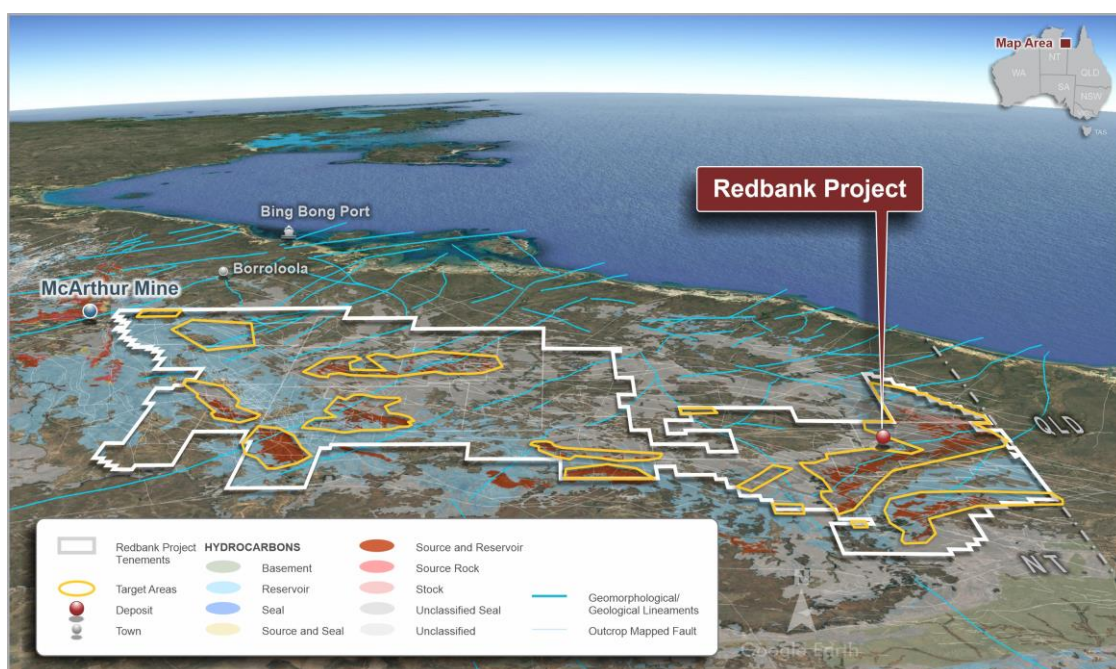 Map Area
NT
WA
QLD
SA
NSW
TAS
Redbank Project
Bing Bong Port
Borroloola
McArthur Mine
QLD
NT
N
Google Earth
Redbank Project
Tenements
Target Areas
Deposit
Town
HYDROCARBONS
Basement
Reservoir
Seal
Source and Seal
Source and Reservoir
Source Rock
Stock
Unclassified Seal
Unclassified
Geomorphological/
Geological Lineaments
Outcrop Mapped Fault